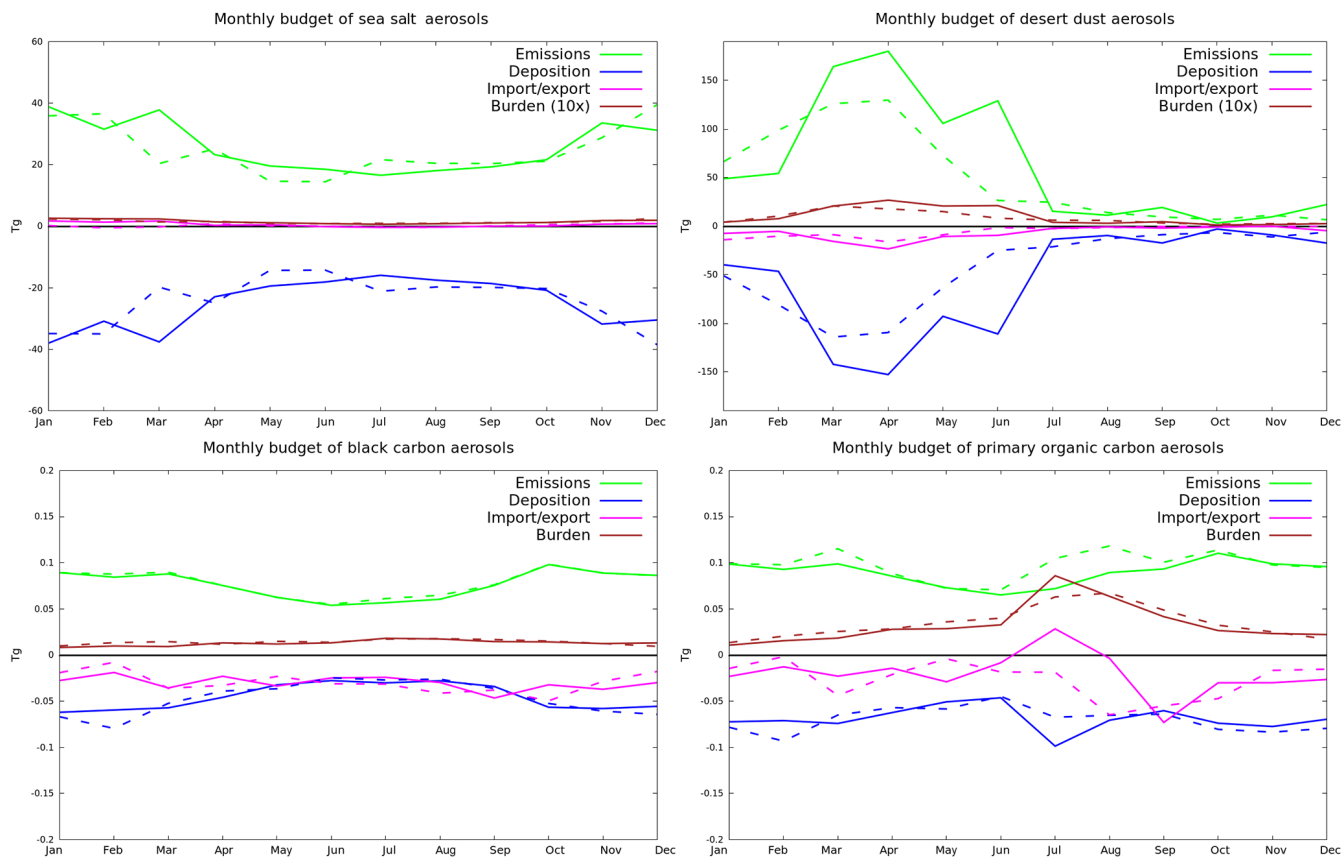 Monthly budget of sea salt aerosols
60
40
20
0
-20
-40
-60
Tg
Emissions
Deposition
Import/export
Burden (10x)
Jan Feb Mar Apr May Jun Jul Aug Sep Oct Nov Dec
Monthly budget of desert dust aerosols
150
100
50
0
-50
-100
-150
Tg
Emissions
Deposition
Import/export
Burden (10x)
Jan Feb Mar Apr May Jun Jul Aug Sep Oct Nov Dec
Monthly budget of black carbon aerosols
0.2
0.15
0.1
0.05
0
-0.05
-0.1
-0.15
-0.2
Tg
Emissions
Deposition
Import/export
Burden
Jan Feb Mar Apr May Jun Jul Aug Sep Oct Nov Dec
Monthly budget of primary organic carbon aerosols
0.2
0.15
0.1
0.05
0
-0.05
-0.1
-0.15
-0.2
Tg
Emissions
Deposition
Import/export
Burden
Jan Feb Mar Apr May Jun Jul Aug Sep Oct Nov Dec